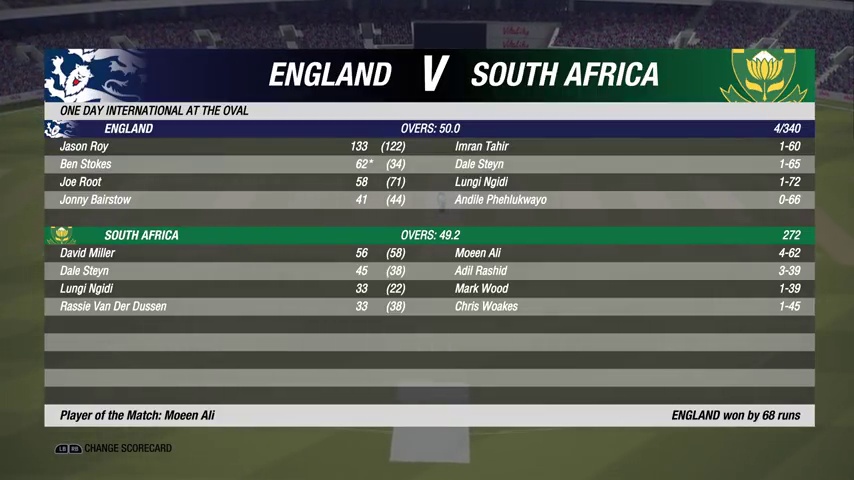 ENGLAND V SOUTH AFRICA
ONE DAY INTERNATIONAL AT THE OVAL
ENGLAND OVERS: 50.0 4/340
Jason Roy 133 (122) Imran Tahir 1-60
Ben Stokes 62* (34) Dale Steyn 1-65
Joe Root 58 (71) Lungi Ngidi 1-72
Jonny Bairstow 41 (44) Andile Phehlukwayo 0-66
SOUTH AFRICA OVERS: 49.2 272
David Miller 56 (58) Moeen Ali 4-62
Dale Steyn 45 (38) Adil Rashid 3-39
Lungi Ngidi 33 (22) Mark Wood 1-39
Rassie Van Der Dussen 33 (38) Chris Woakes 1-45
Player of the Match: Moeen Ali ENGLAND won by 68 runs
LB RB CHANGE SCORECARD